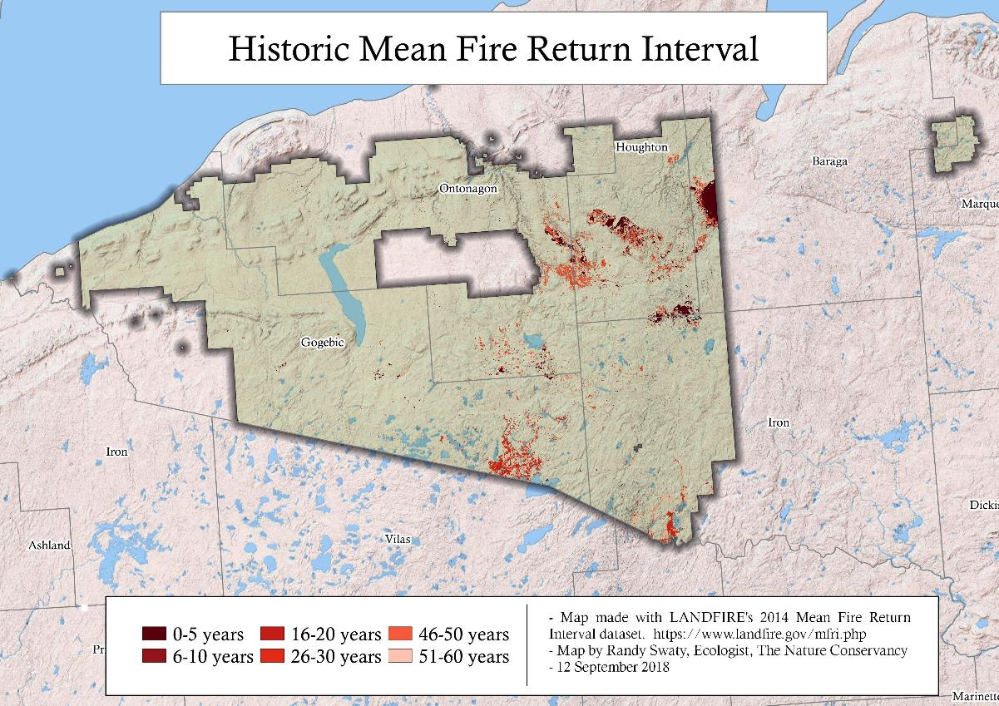 Historic Mean Fire Return Interval
Houghton
Baraga
Ontonagon
Marque
Gogebic
Iron
Iron
Dickin
Ashland
Vilas
0-5 years
16-20 years
46-50 years
6-10 years
26-30 years
51-60 years
- Map made with LANDFIRE's 2014 Mean Fire Return
Interval dataset. https://www.landfire.gov/mfri.php
- Map by Randy Swaty, Ecologist, The Nature Conservancy
- 12 September 2018
Pri
Marinette